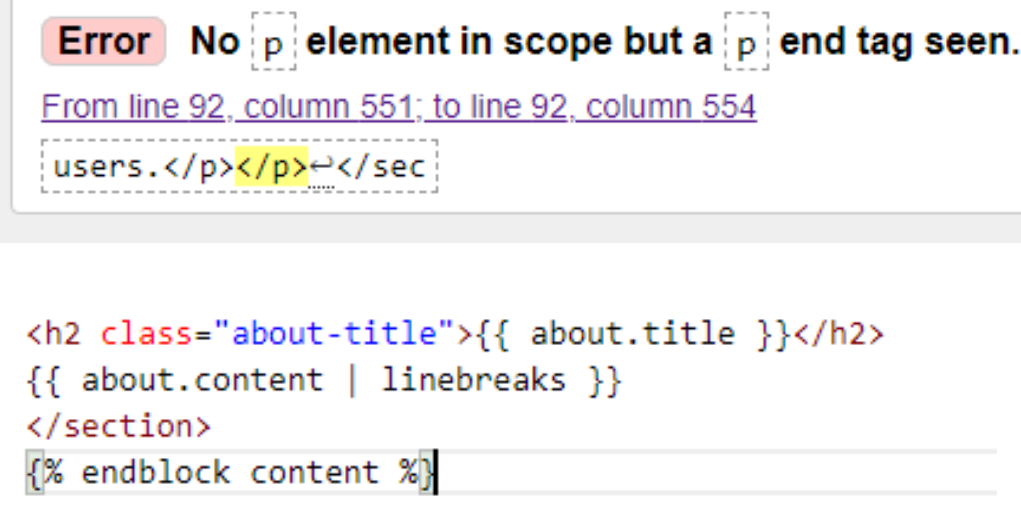 Error No p element in scope but a p end tag seen.
From line 92, column 551; to line 92, column 554
users.</p></p>↩</sec
<h2 class="about-title">{{ about.title }}</h2>
{{ about.content | linebreaks }}
</section>
{% endblock content %}